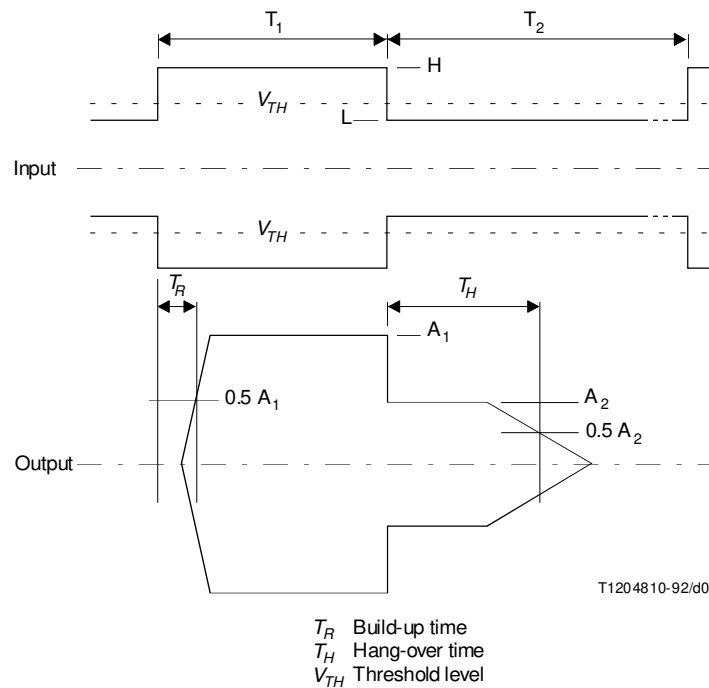 T1 T2
H
VTH
L
Input
VTH
TR TH
A1
0.5 A1 A2
0.5 A2
Output
T1204810-92/d0
TR Build-up time
TH Hang-over time
VTH Threshold level